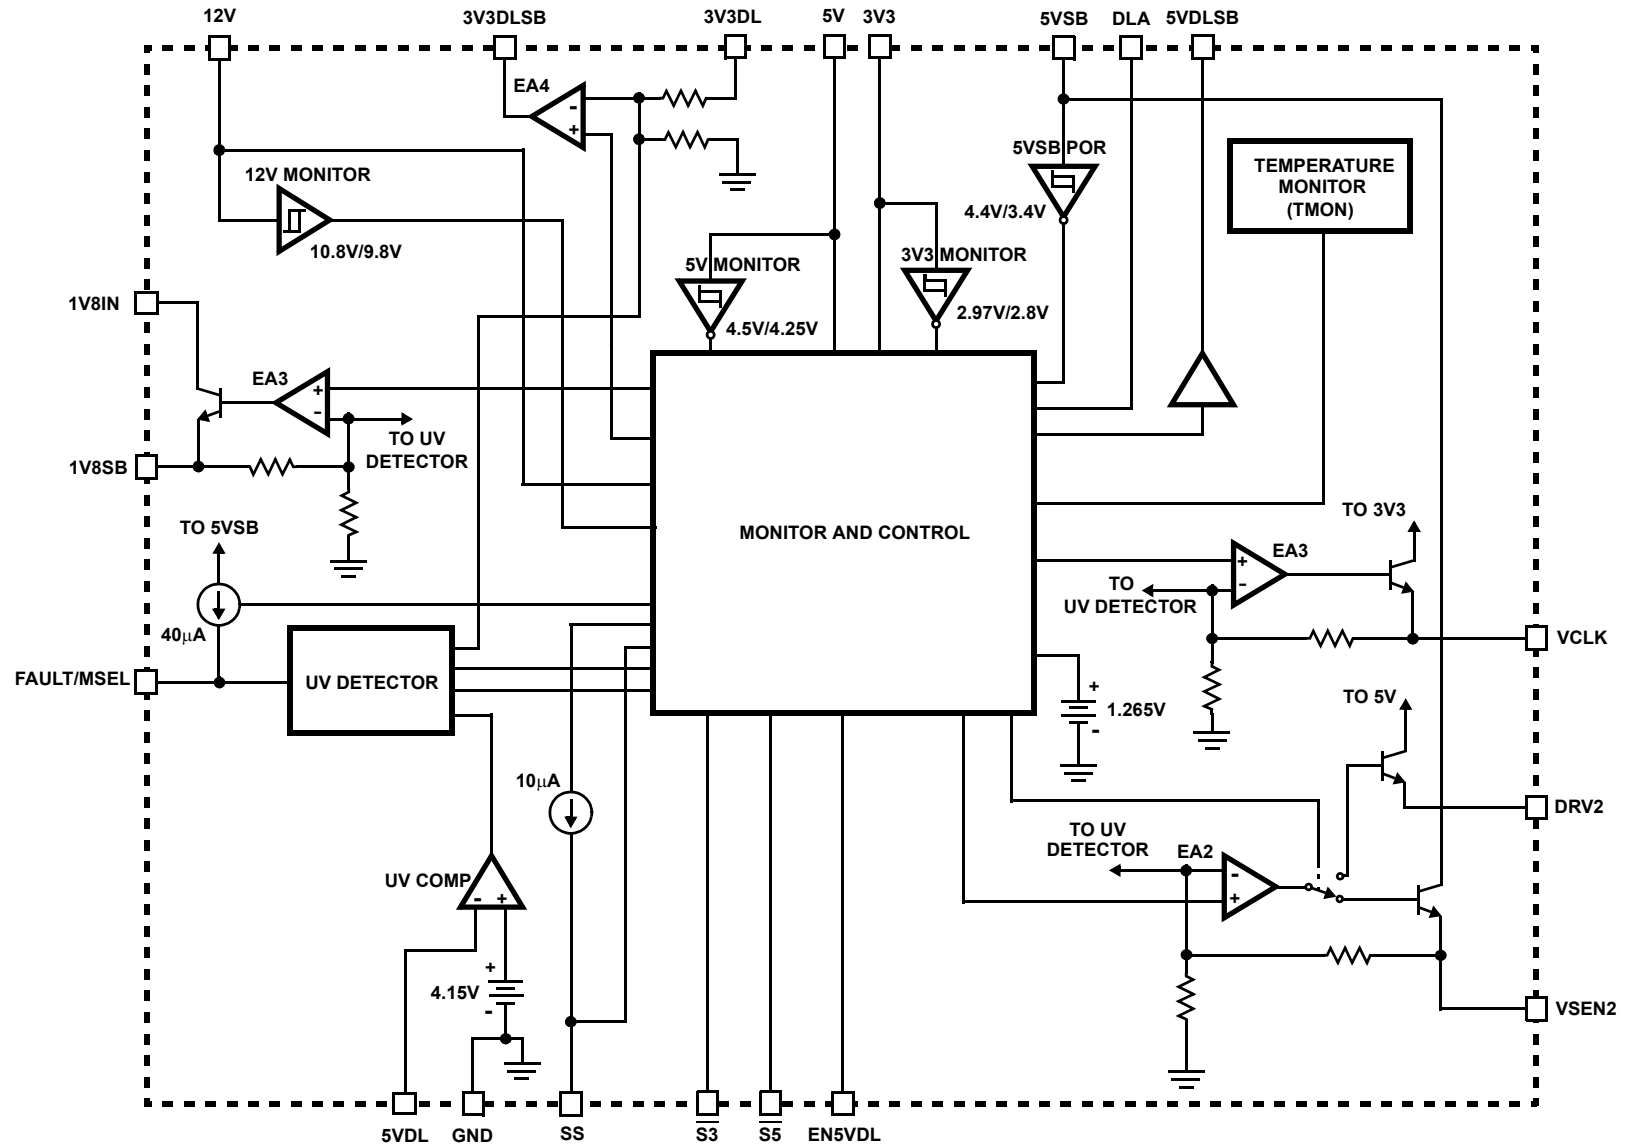 12V
3V3DLSB
3V3DL
5V
3V3
5VSB
DLA
5VDLSB
EA4
-
+
12V MONITOR
10.8V/9.8V
5VSB POR
4.4V/3.4V
TEMPERATURE
MONITOR
(TMON)
5V MONITOR
4.5V/4.25V
3V3 MONITOR
2.97V/2.8V
1V8IN
EA3
+
-
TO UV
DETECTOR
1V8SB
TO 5VSB
40µA
MONITOR AND CONTROL
TO 3V3
EA3
+
-
TO
UV DETECTOR
VCLK
FAULT/MSEL
UV DETECTOR
+
1.265V
-
TO 5V
10µA
DRV2
TO UV
DETECTOR
EA2
-
+
UV COMP
-
+
+
4.15V
-
VSEN2
5VDL
GND
SS
S3
S5
EN5VDL